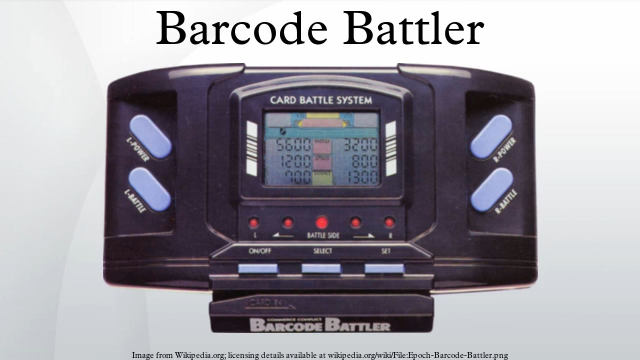 Barcode Battler
CARD BATTLE SYSTEM
5600 3200
1200 800
700 1300
L-POWER
R-POWER
L-BATTLE
R-BATTLE
L BATTLE SIDE R
ON/OFF SELECT SET
BARCODE BATTLER
Image from Wikipedia.org; licensing details available at wikipedia.org/wiki/File:Epoch-Barcode-Battler.png